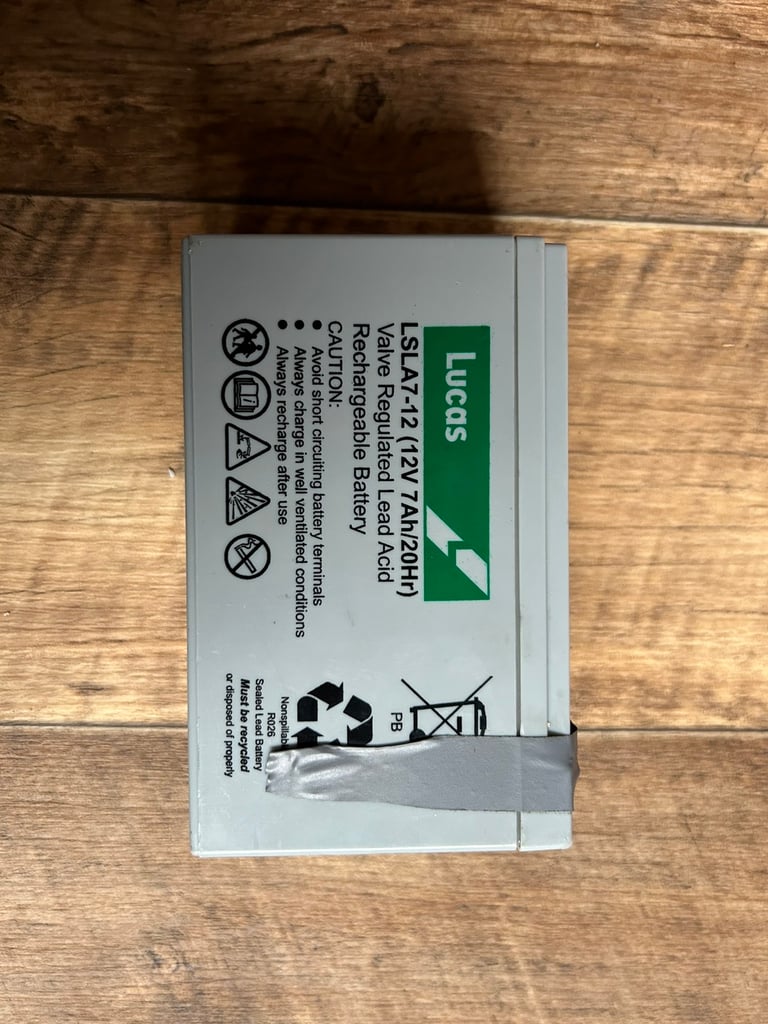 Lucas
LSLA7-12 (12V 7Ah/20Hr)
Valve Regulated Lead Acid
Rechargeable Battery
CAUTION:
● Avoid short circuiting battery terminals
● Always charge in well ventilated conditions
● Always recharge after use
PB
R026
Sealed Lead Battery
Must be recycled
or disposed of properly